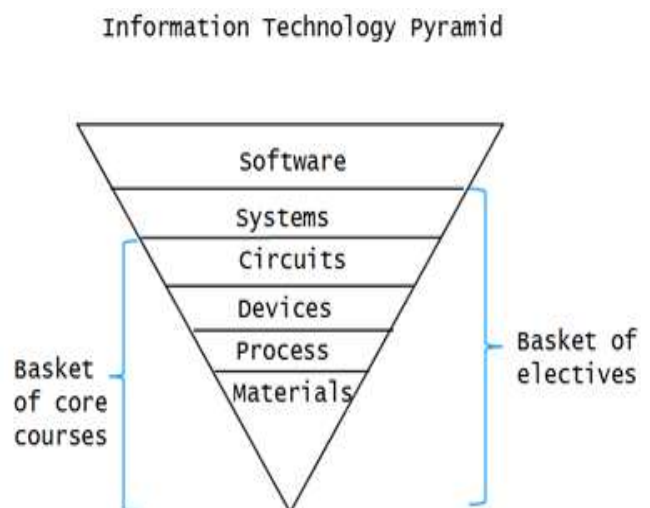 Information Technology Pyramid
Software
Systems
Circuits
Devices
Process
Materials
Basket
of core
courses
Basket of
electives